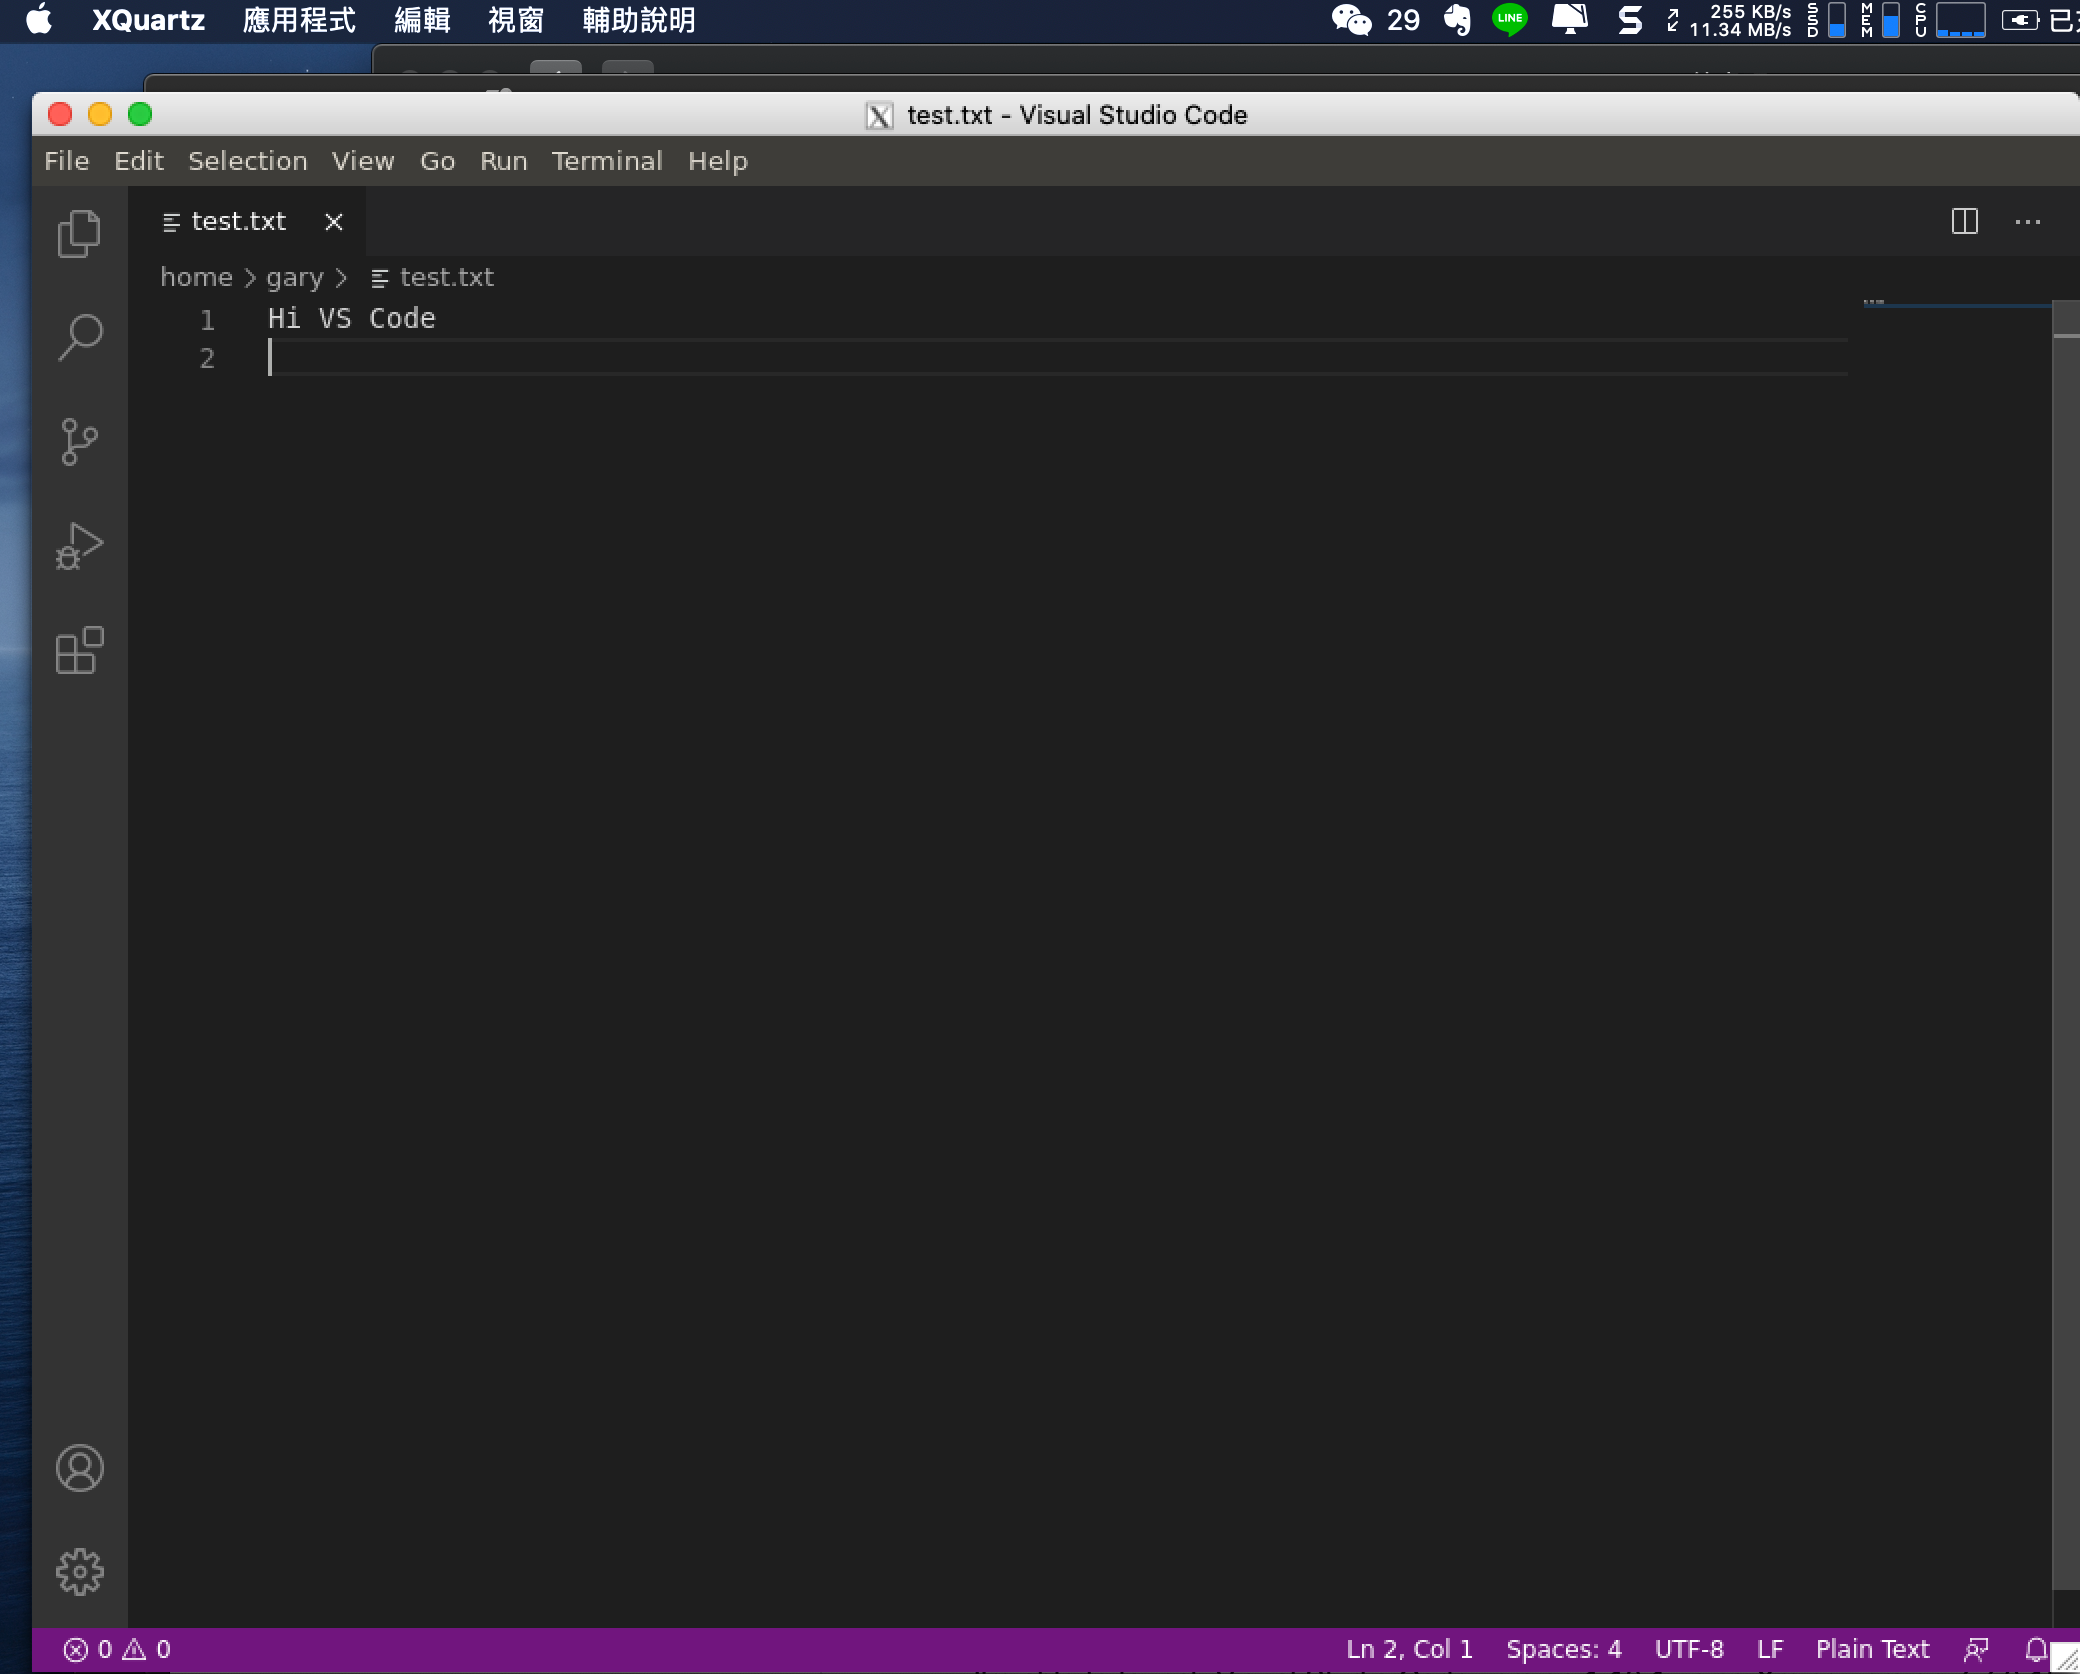 XQuartz 應用程式 編輯 視窗 輔助說明 29 LINE 255 KB/s SSD MEM CPU
11.34 MB/s
test.txt - Visual Studio Code
File Edit Selection View Go Run Terminal Help
test.txt
home > gary > test.txt
1 Hi VS Code
2
0 0 Ln 2, Col 1 Spaces: 4 UTF-8 LF Plain Text